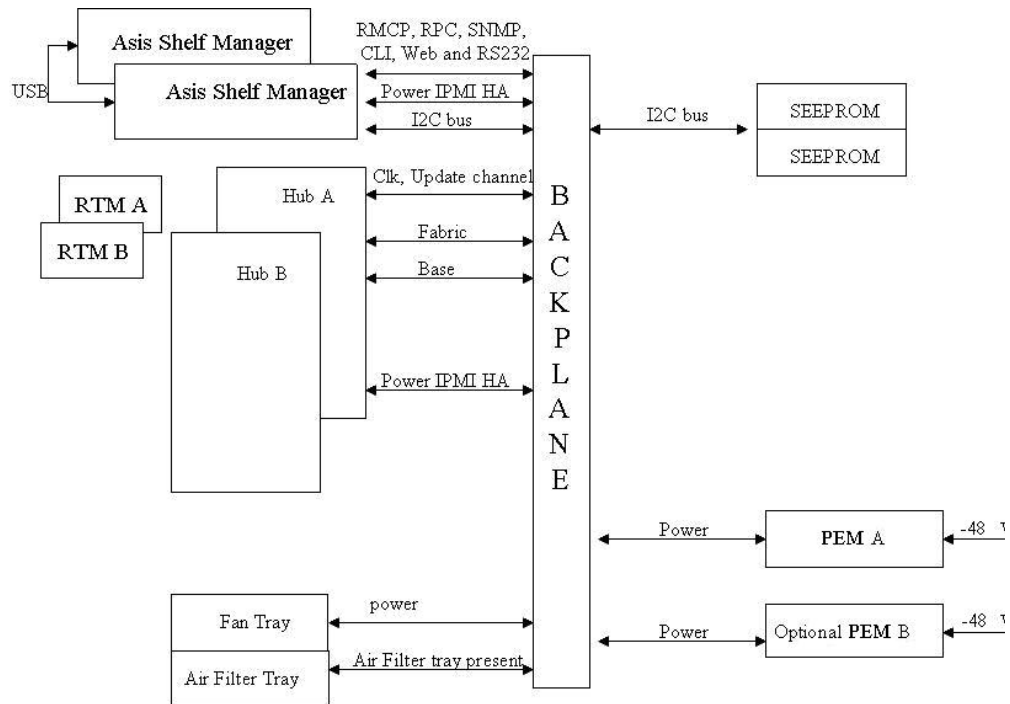 RMCP, RPC, SNMP,
CLI, Web and RS232
Asis Shelf Manager
Asis Shelf Manager
USB
Power IPMI HA
I2C bus
I2C bus
SEEPROM
SEEPROM
Clk, Update channel
Hub A
RTM A
RTM B
Fabric
Hub B
Base
Power IPMI HA
BACKPLANE
Power
PEM A
-48
power
Fan Tray
Power
Optional PEM B
-48
Air Filter tray present
Air Filter Tray